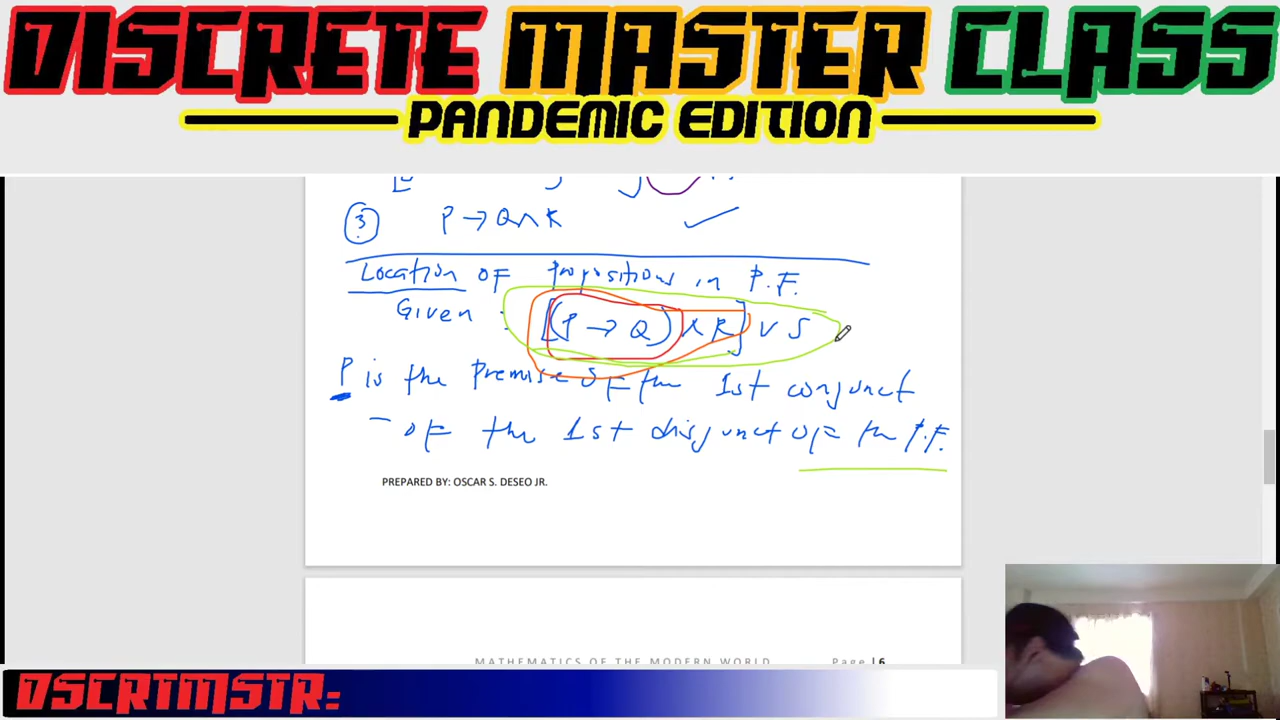 DISCRETE MASTER CLASS
PANDEMIC EDITION
3 P → Q ∧ R ✓
Location of propositions in P.F.
Given : [(P → Q) ∧ R] ∨ S
P is the premise of the 1st conjunct
of the 1st disjunct of the P.F.
PREPARED BY: OSCAR S. DESEO JR.
MATHEMATICS OF THE MODERN WORLD Page | 6
DSCRTMSTR: